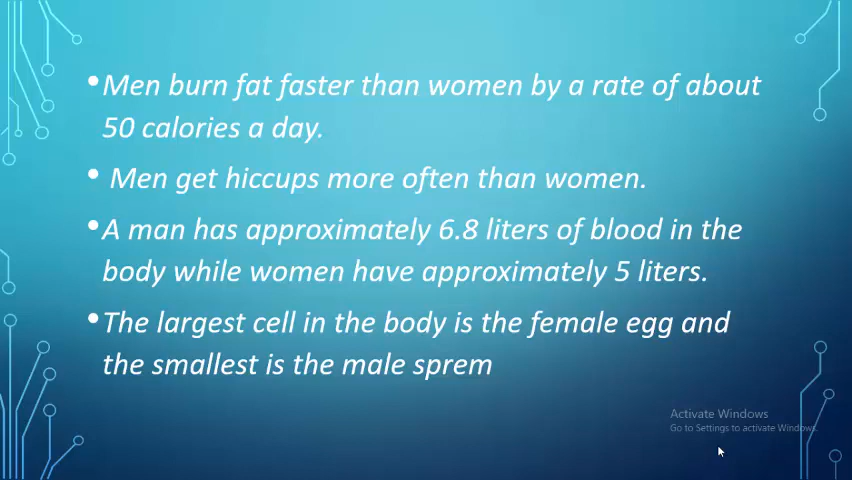 •Men burn fat faster than women by a rate of about
50 calories a day.
• Men get hiccups more often than women.
•A man has approximately 6.8 liters of blood in the
body while women have approximately 5 liters.
•The largest cell in the body is the female egg and
the smallest is the male sprem
Activate Windows
Go to Settings to activate Windows.